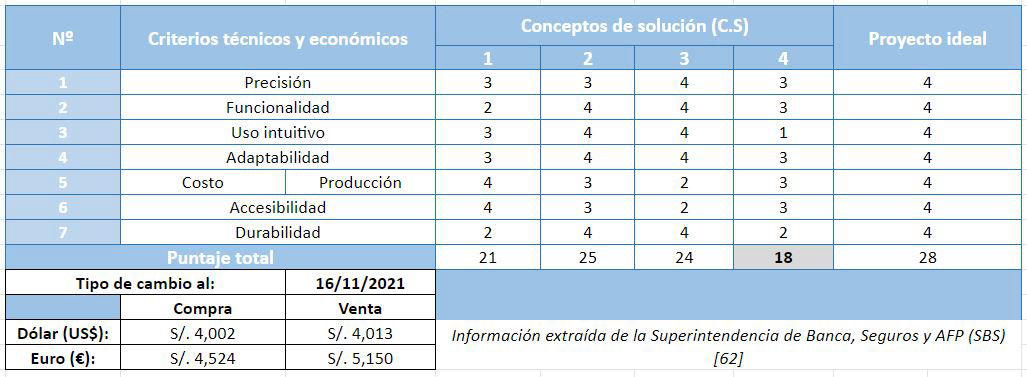 Nº Criterios técnicos y económicos Conceptos de solución (C.S) Proyecto ideal
1 2 3 4
1 Precisión 3 3 4 3 4
2 Funcionalidad 2 4 4 3 4
3 Uso intuitivo 3 4 4 1 4
4 Adaptabilidad 3 4 4 3 4
5 Costo Producción 4 3 2 3 4
6 Accesibilidad 4 3 2 3 4
7 Durabilidad 2 4 4 2 4
Puntaje total 21 25 24 18 28
Tipo de cambio al: 16/11/2021
Compra Venta
Dólar (US$): S/. 4,002 S/. 4,013
Euro (€): S/. 4,524 S/. 5,150
Información extraída de la Superintendencia de Banca, Seguros y AFP (SBS)
[62]